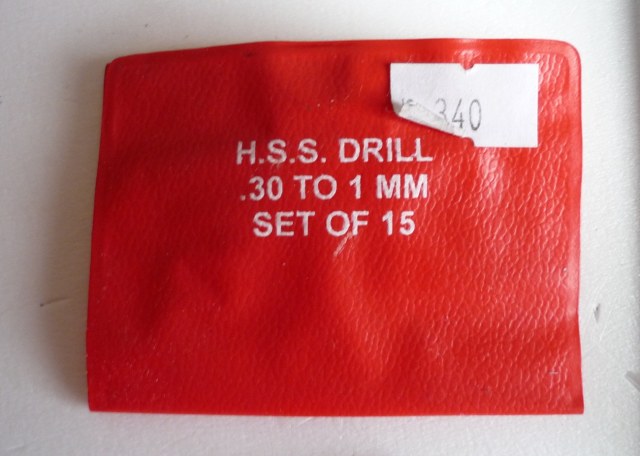 340
H.S.S. DRILL
.30 TO 1 MM
SET OF 15